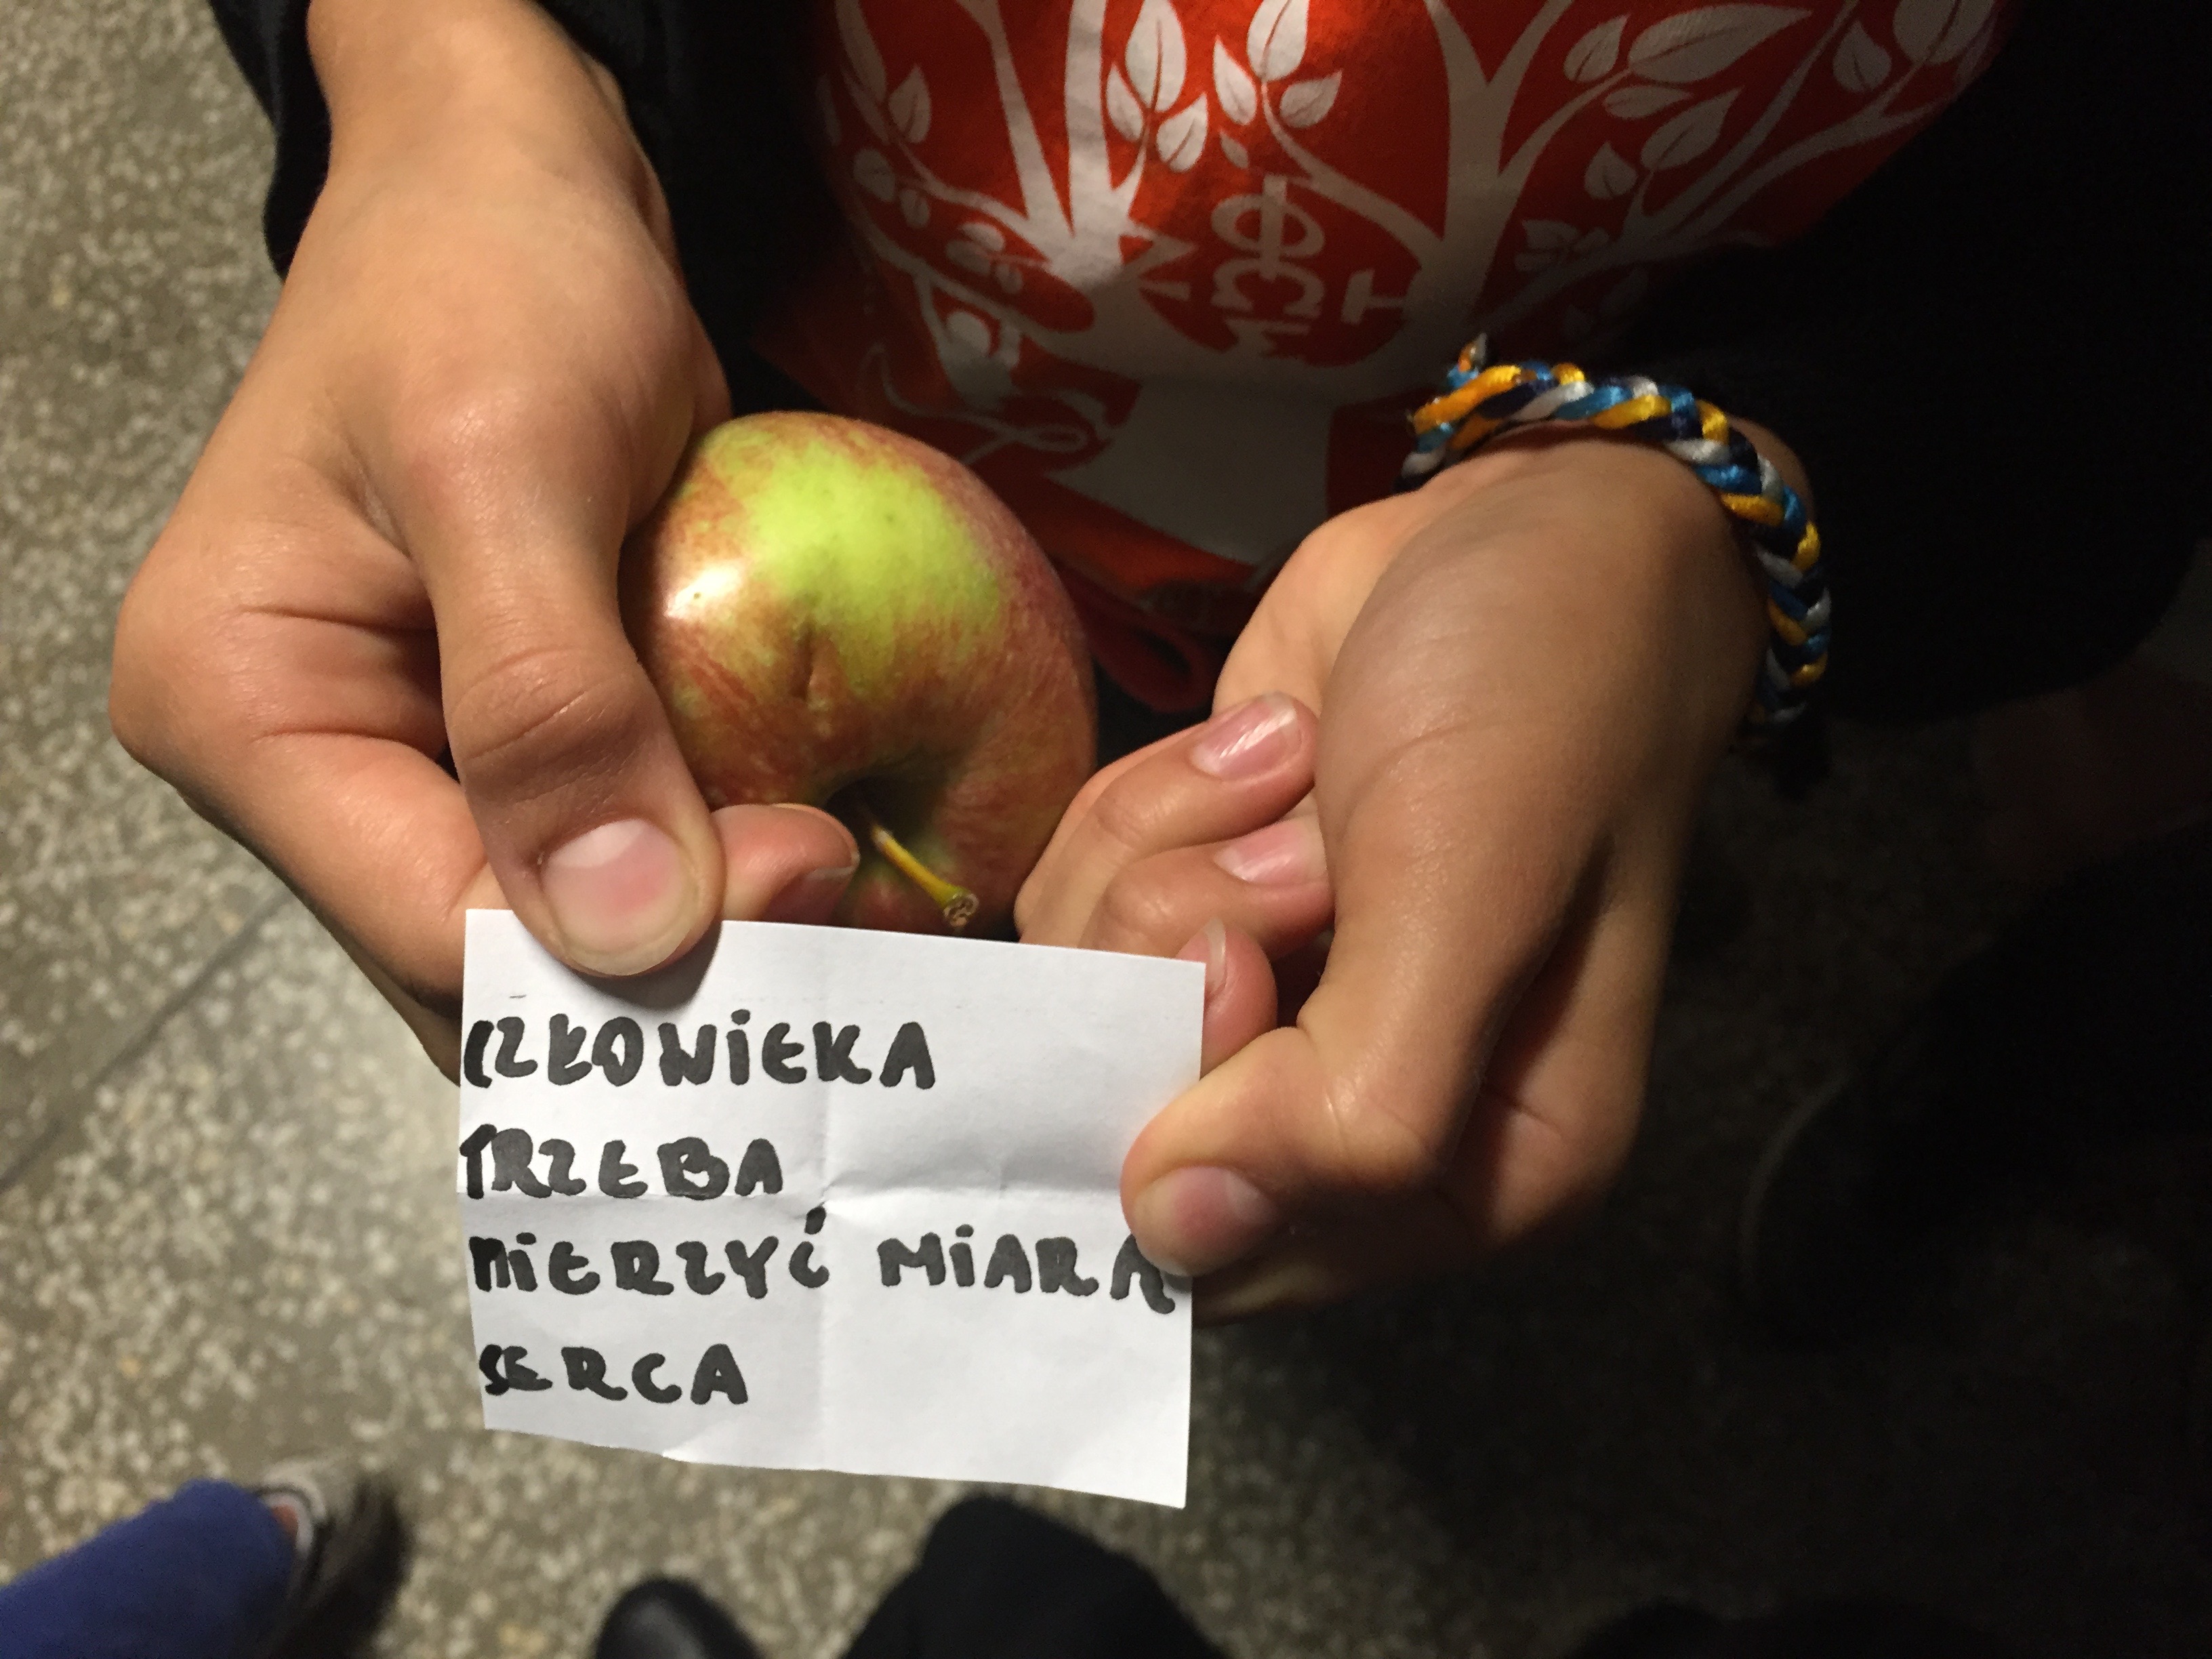 CZŁOWIEKA
TRZEBA
MIERZYĆ MIARĄ
SERCA